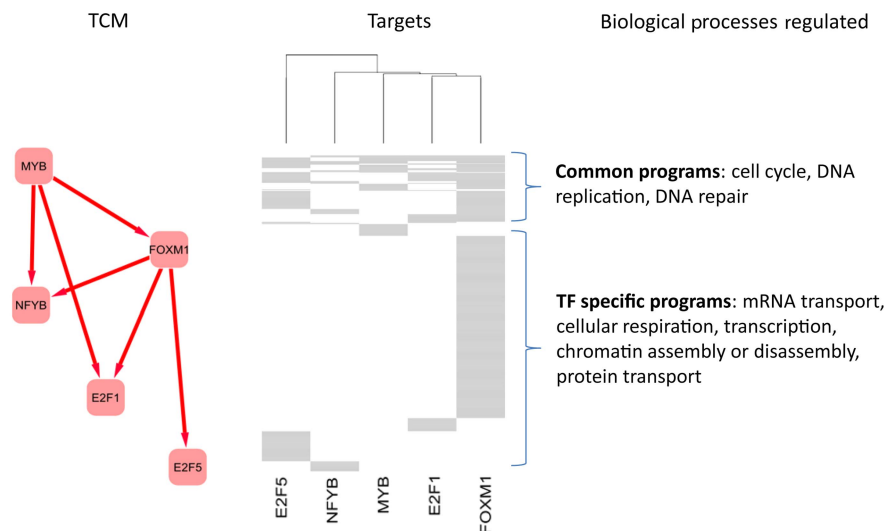 TCM
Targets
Biological processes regulated
MYB
FOXM1
NFYB
E2F1
E2F5
E2F5
NFYB
MYB
E2F1
FOXM1
Common programs: cell cycle, DNA
replication, DNA repair
TF specific programs: mRNA transport,
cellular respiration, transcription,
chromatin assembly or disassembly,
protein transport